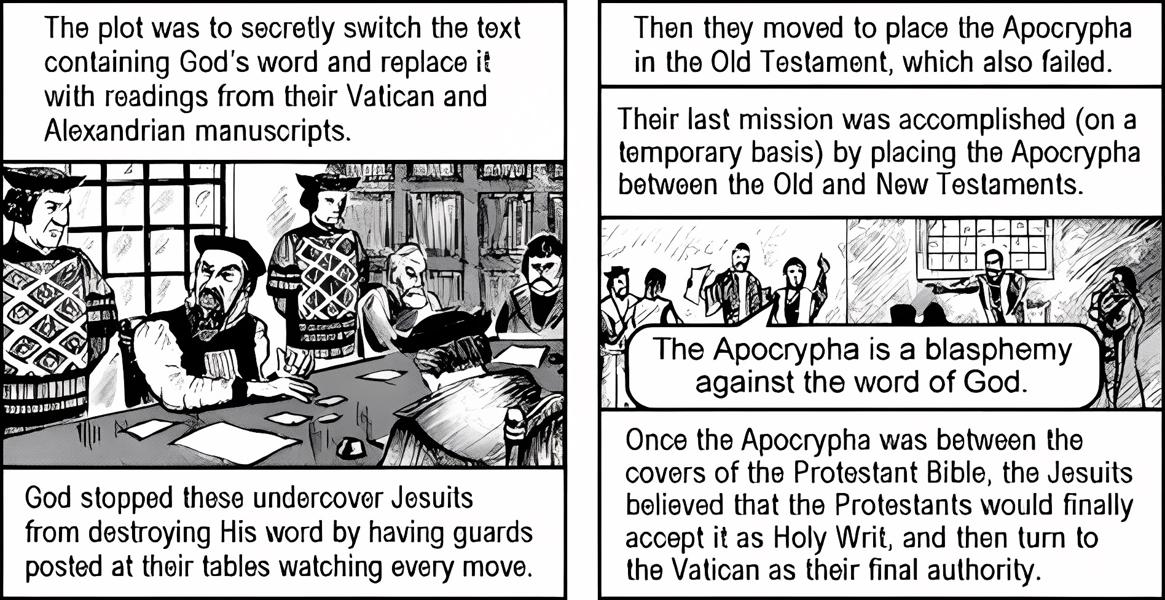 The plot was to secretly switch the text
containing God's word and replace it
with readings from their Vatican and
Alexandrian manuscripts.
God stopped these undercover Jesuits
from destroying His word by having guards
posted at their tables watching every move.
Then they moved to place the Apocrypha
in the Old Testament, which also failed.
Their last mission was accomplished (on a
temporary basis) by placing the Apocrypha
between the Old and New Testaments.
The Apocrypha is a blasphemy
against the word of God.
Once the Apocrypha was between the
covers of the Protestant Bible, the Jesuits
believed that the Protestants would finally
accept it as Holy Writ, and then turn to
the Vatican as their final authority.